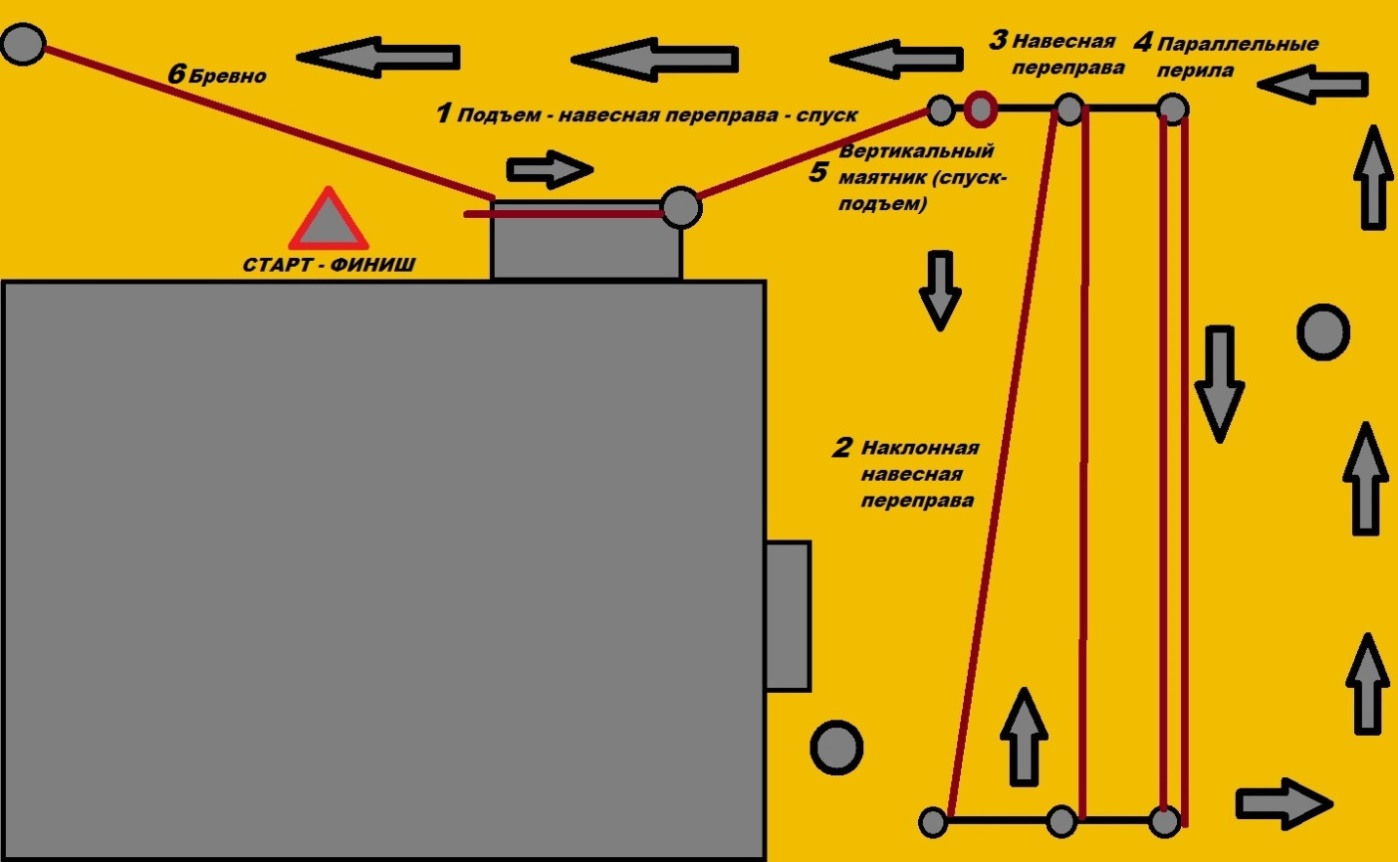 3 Навесная
переправа
4 Параллельные
перила
6 Бревно
1 Подъем - навесная переправа - спуск
5 Вертикальный
маятник (спуск-
подъем)
СТАРТ - ФИНИШ
2 Наклонная
навесная
переправа